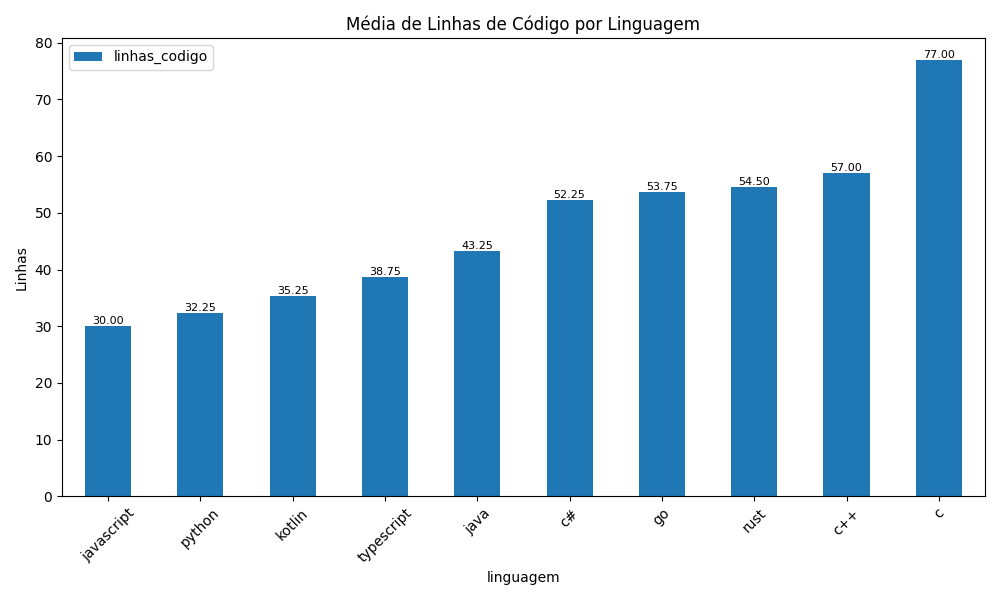 Média de Linhas de Código por Linguagem
linhas_codigo
Linhas
80
70
60
50
40
30
20
10
0
30.00
32.25
35.25
38.75
43.25
52.25
53.75
54.50
57.00
77.00
javascript
python
kotlin
typescript
java
c#
go
rust
c++
c
linguagem